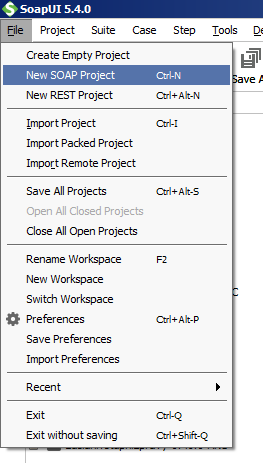 SoapUI 5.4.0
File Project Suite Case Step Tools
Create Empty Project
New SOAP Project Ctrl-N
New REST Project Ctrl+Alt-N
Save A
Import Project Ctrl-I
Import Packed Project
Import Remote Project
Save All Projects Ctrl+Alt-S
Open All Closed Projects
Close All Open Projects
Rename Workspace F2
New Workspace
Switch Workspace
C
Preferences Ctrl+Alt-P
Save Preferences
Import Preferences
Recent
Exit Ctrl-Q
Exit without saving Ctrl+Shift-Q